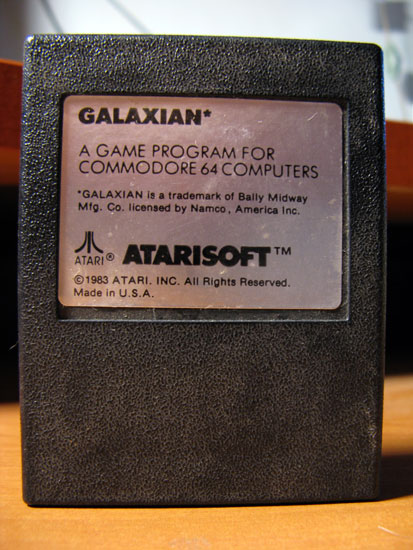 GALAXIAN*
A GAME PROGRAM FOR
COMMODORE 64 COMPUTERS
*GALAXIAN is a trademark of Bally Midway
Mfg. Co. licensed by Namco, America Inc.
ATARI® ATARISOFT™
©1983 ATARI. INC. All Rights Reserved.
Made in U.S.A.